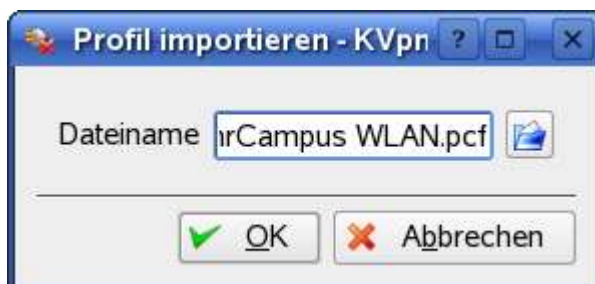 Profil importieren - KVpn
Dateiname rCampus WLAN.pcf
OK Abbrechen